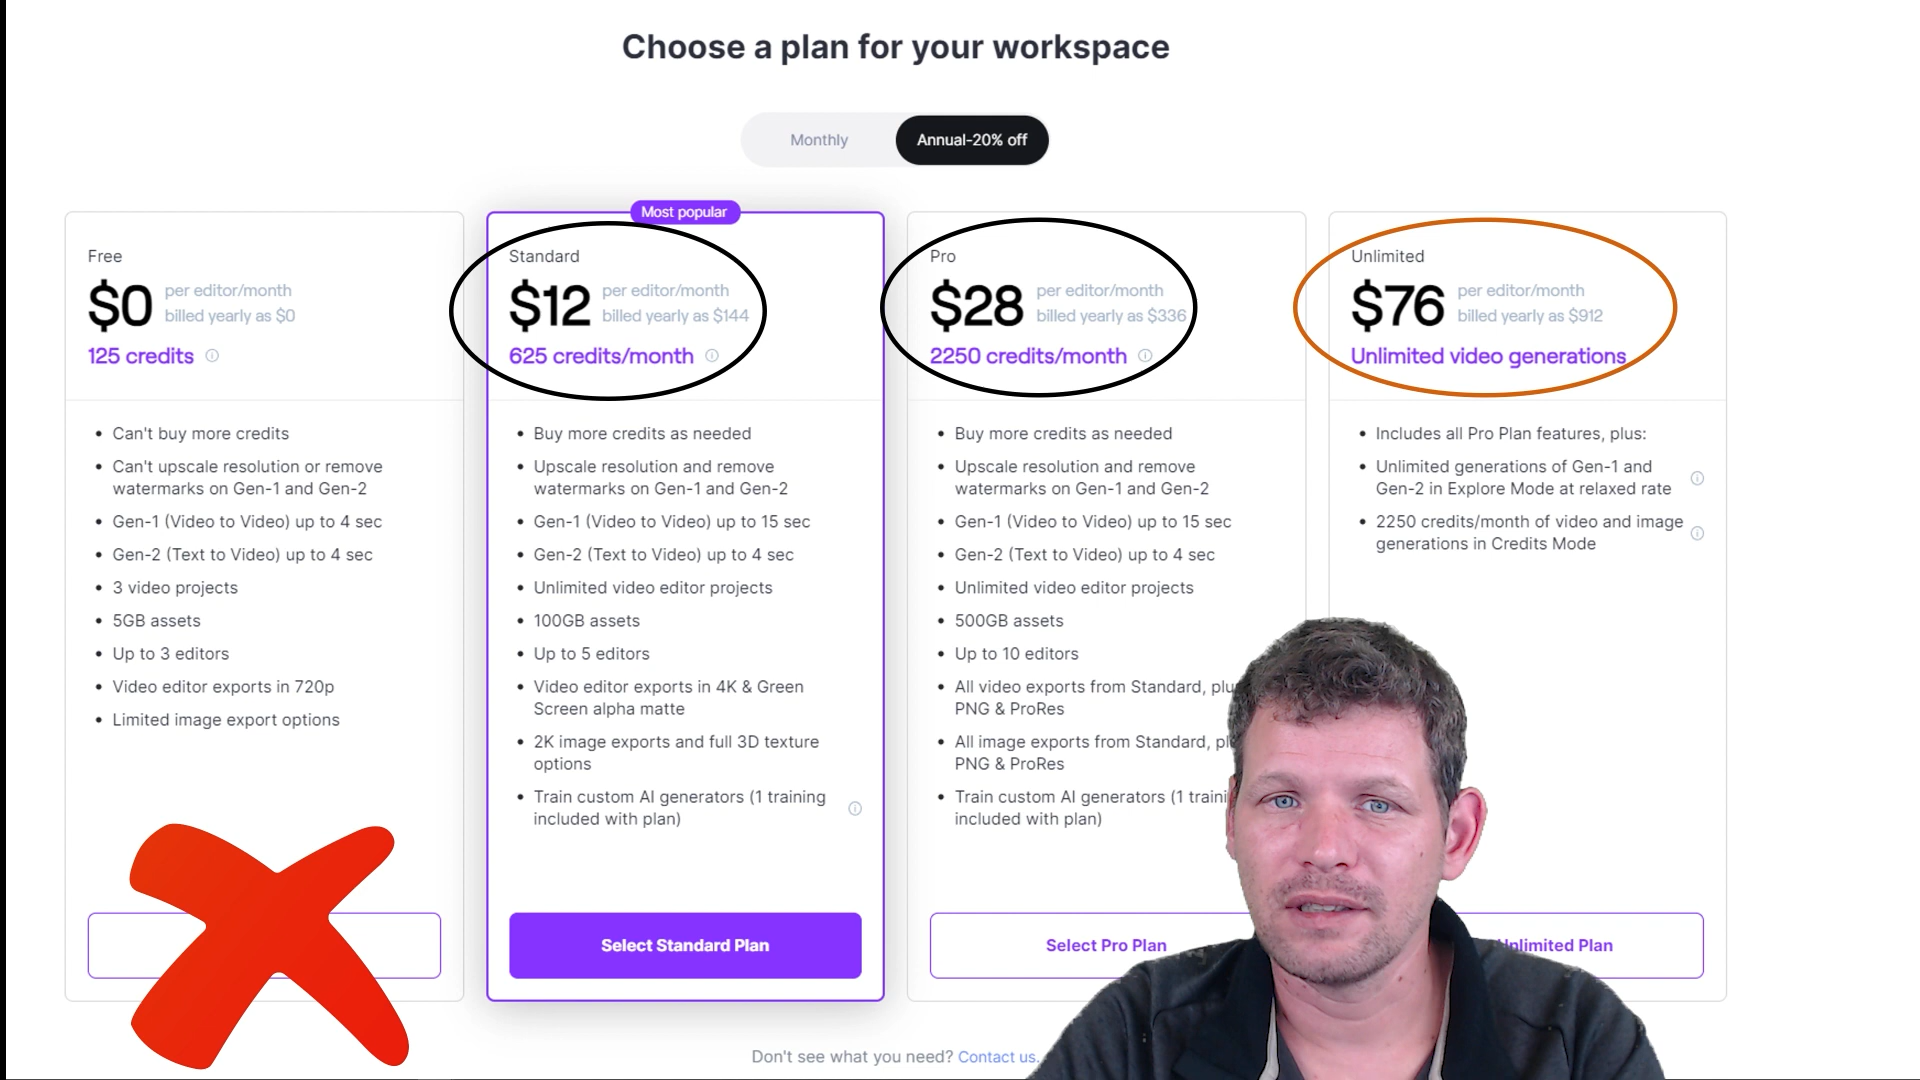 Choose a plan for your workspace
Monthly
Annual-20% off
Free
$0 per editor/month
billed yearly as $0
125 credits
Can't buy more credits
Can't upscale resolution or remove
watermarks on Gen-1 and Gen-2
Gen-1 (Video to Video) up to 4 sec
Gen-2 (Text to Video) up to 4 sec
3 video projects
5GB assets
Up to 3 editors
Video editor exports in 720p
Limited image export options
Most popular
Standard
$12 per editor/month
billed yearly as $144
625 credits/month
Buy more credits as needed
Upscale resolution and remove
watermarks on Gen-1 and Gen-2
Gen-1 (Video to Video) up to 15 sec
Gen-2 (Text to Video) up to 4 sec
Unlimited video editor projects
100GB assets
Up to 5 editors
Video editor exports in 4K & Green
Screen alpha matte
2K image exports and full 3D texture
options
Train custom AI generators (1 training
included with plan)
Select Standard Plan
Pro
$28 per editor/month
billed yearly as $336
2250 credits/month
Buy more credits as needed
Upscale resolution and remove
watermarks on Gen-1 and Gen-2
Gen-1 (Video to Video) up to 15 sec
Gen-2 (Text to Video) up to 4 sec
Unlimited video editor projects
500GB assets
Up to 10 editors
All video exports from Standard,
PNG & ProRes
All image exports from Standard,
PNG & ProRes
Train custom AI generators (1
included with plan)
Select Pro Plan
Unlimited
$76 per editor/month
billed yearly as $912
Unlimited video generations
Includes all Pro Plan features, plus:
Unlimited generations of Gen-1 and
Gen-2 in Explore Mode at relaxed rate
2250 credits/month of video and image
generations in Credits Mode
Unlimited Plan
Don't see what you need? Contact us.